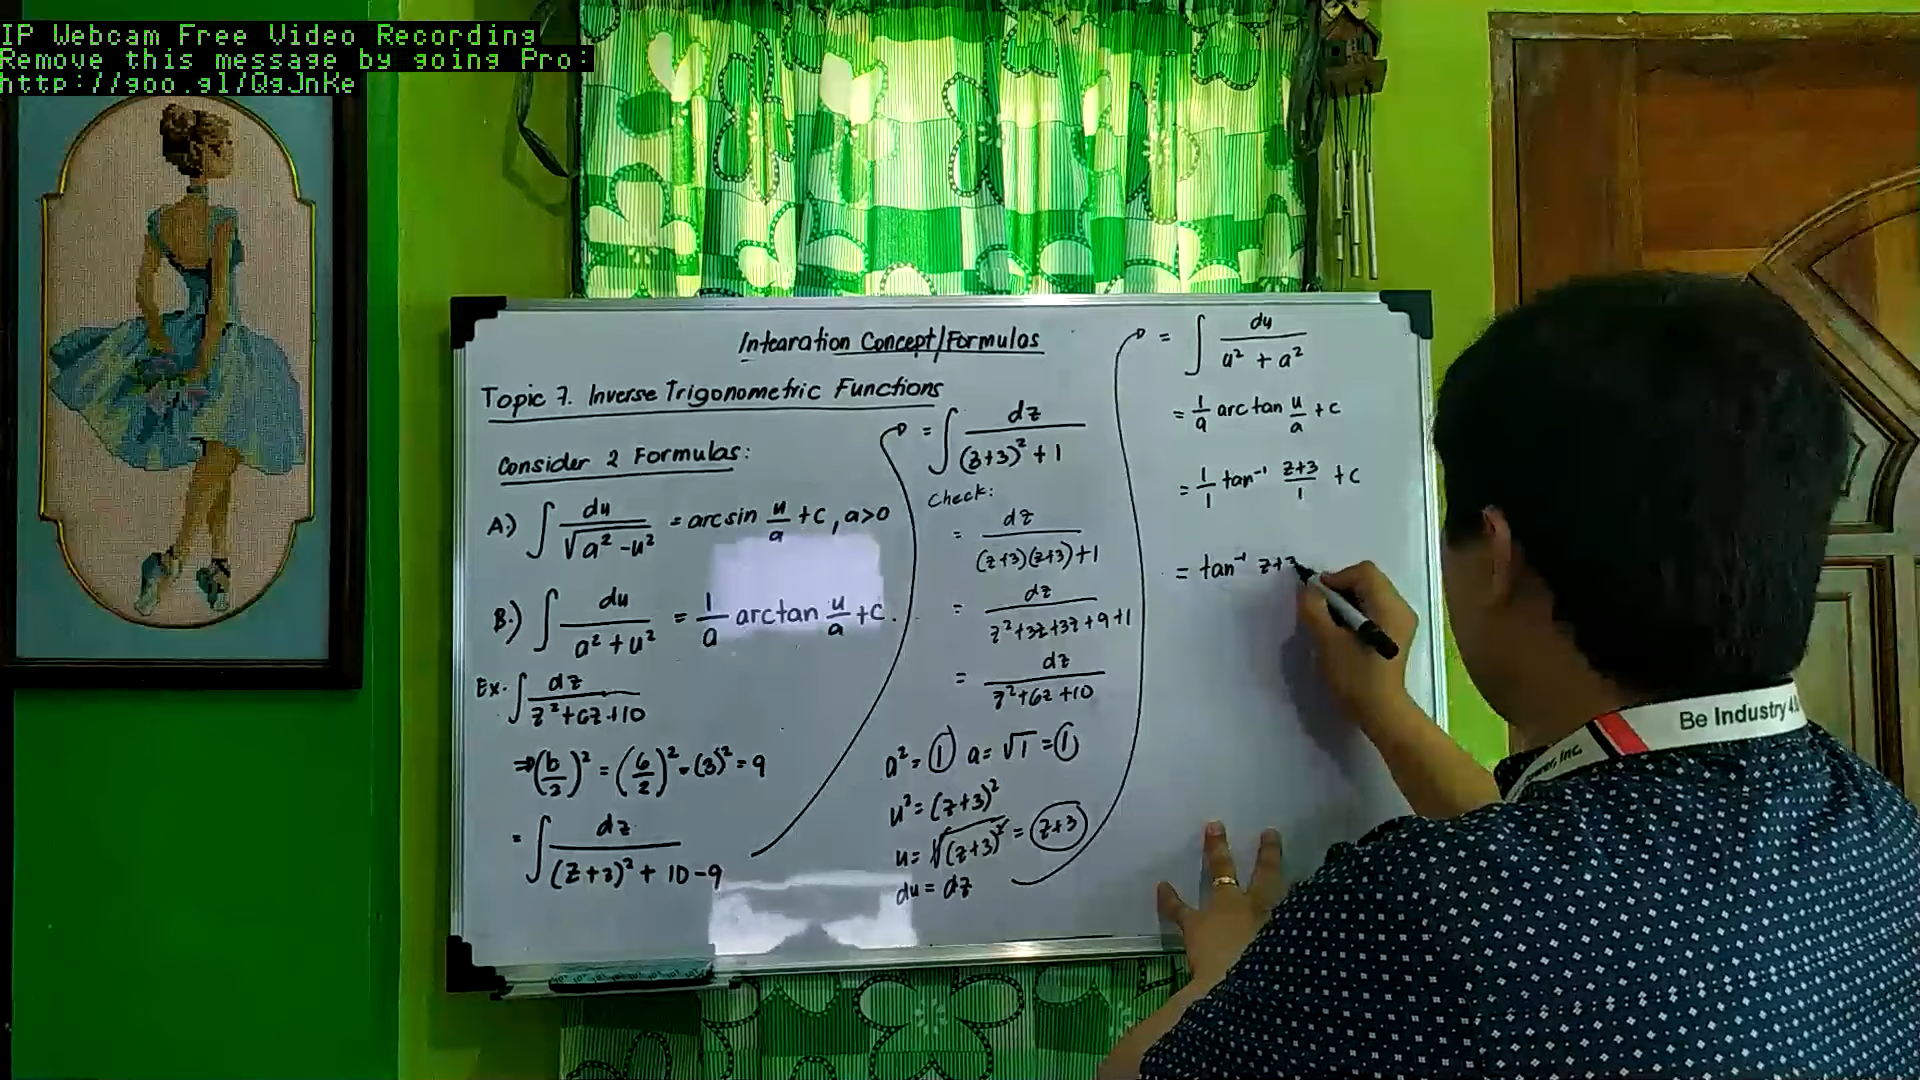 IP Webcam Free Video Recording
Remove this message by going Pro:
http://goo.gl/QgJnKe
Intearation Concept/Formulas
Topic 7. Inverse Trigonometric Functions
Consider 2 Formulas:
A.) ∫ du/√(a² - u²) = arcsin u/a + c, a>0
B.) ∫ du/(a² + u²) = 1/a arctan u/a + c.
Ex. ∫ dz/(z²+6z+10)
⇒ (b/2)² = (6/2)² = (3)² = 9
= ∫ dz/((z+3)² + 10-9)
= ∫ dz/((z+3)² + 1)
Check:
= dz/((z+3)(z+3)+1)
= dz/(z²+3z+3z+9+1)
= dz/(z²+6z+10)
a² = 1 a = √1 = 1
u² = (z+3)²
u = √(z+3)² = z+3
du = dz
= ∫ du/(u² + a²)
= 1/a arctan u/a + c
= 1/1 tan⁻¹ (z+3)/1 + c
= tan⁻¹ z+
Be Industry 4.
wer, Inc.